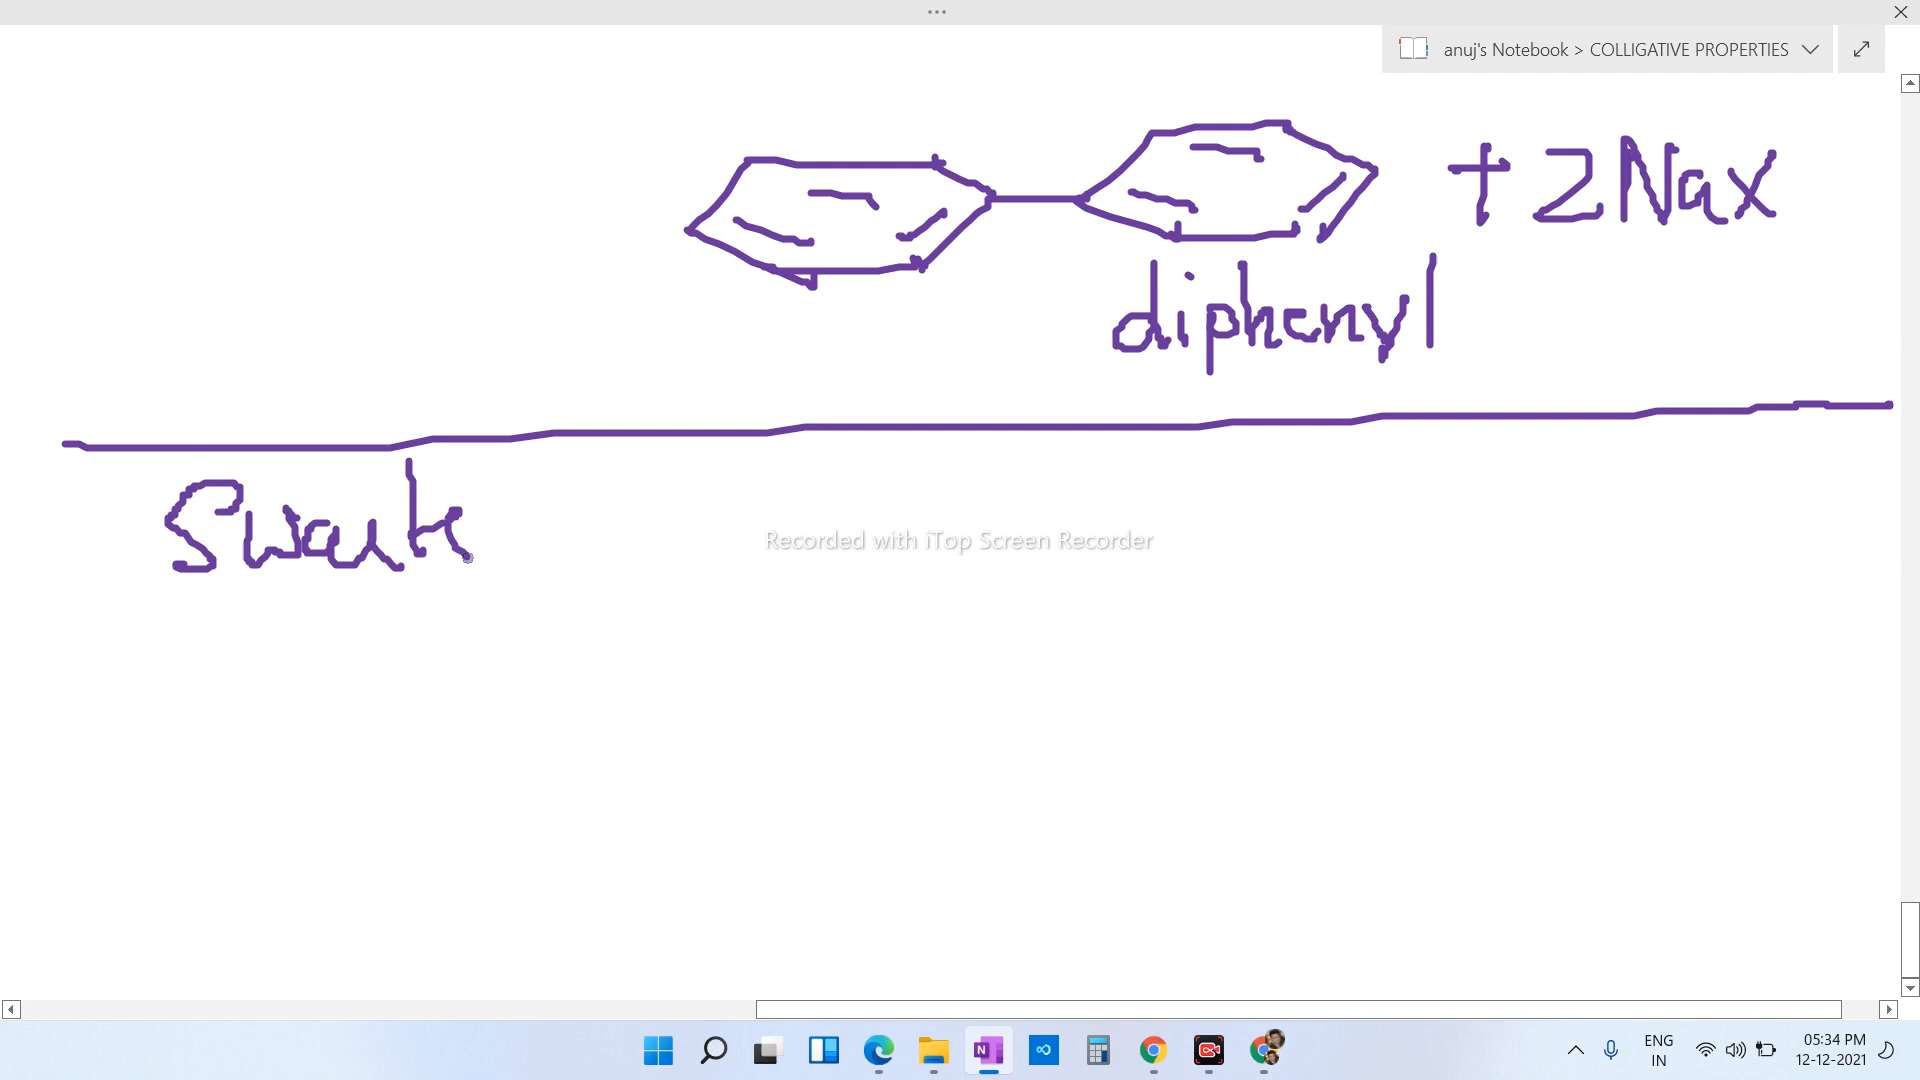 anuj's Notebook > COLLIGATIVE PROPERTIES
+ 2Nax
diphenyl
Swark
Recorded with iTop Screen Recorder
ENG
IN
05:34 PM
12-12-2021